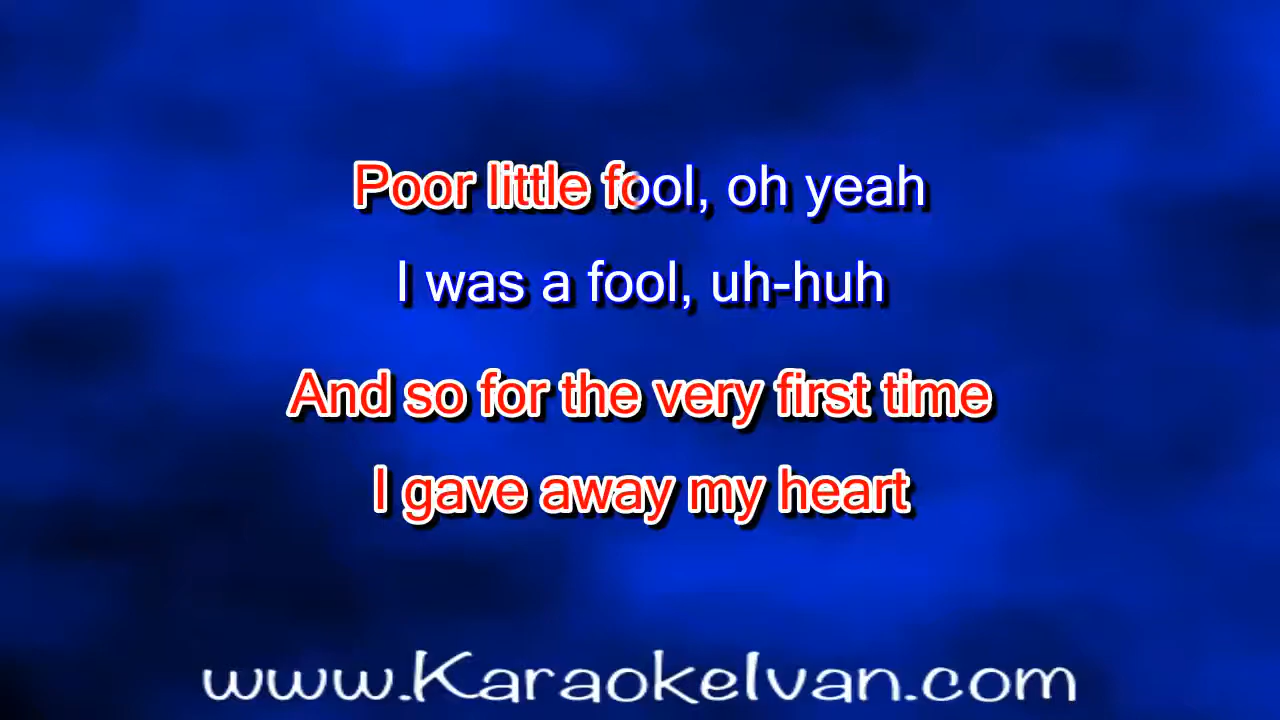 Poor little fool, oh yeah
I was a fool, uh-huh
And so for the very first time
I gave away my heart
www.KaraokeIvan.com